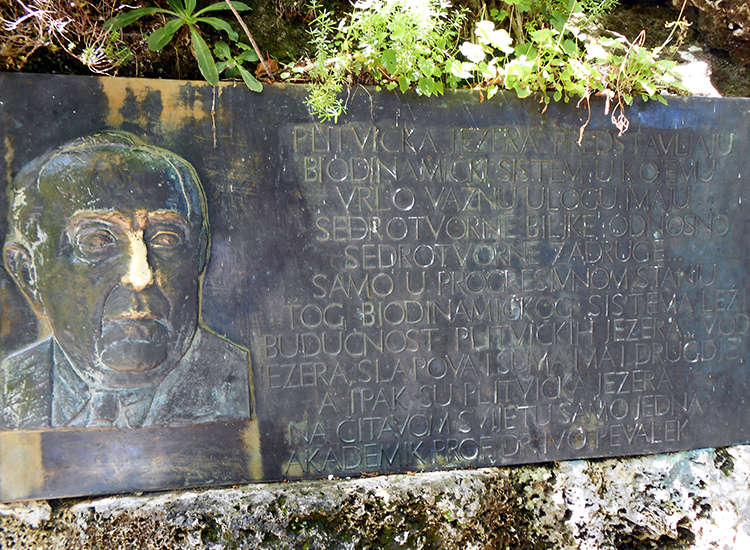 PLITVIČKA JEZERA PREDSTAVLJAJU
BIODINAMIČKI SISTEM, U KOJEMU
VRLO VAŽNU ULOGU IMAJU
SEDROTVORNE BILJKE, ODNOSNO
SEDROTVORNE ZADRUGE...
SAMO U PROGRESIVNOM STANJU
TOG BIODINAMIČKOG SISTEMA LEŽI
BUDUĆNOST PLITVIČKIH JEZERA... VODE,
JEZERA, SLAPOVA I ŠUMA IMA I DRUGDJE
A IPAK SU PLITVIČKA JEZERA
NA ČITAVOM SVIJETU SAMO JEDNA
AKADEMIK PROF. DR. IVO PEVALEK